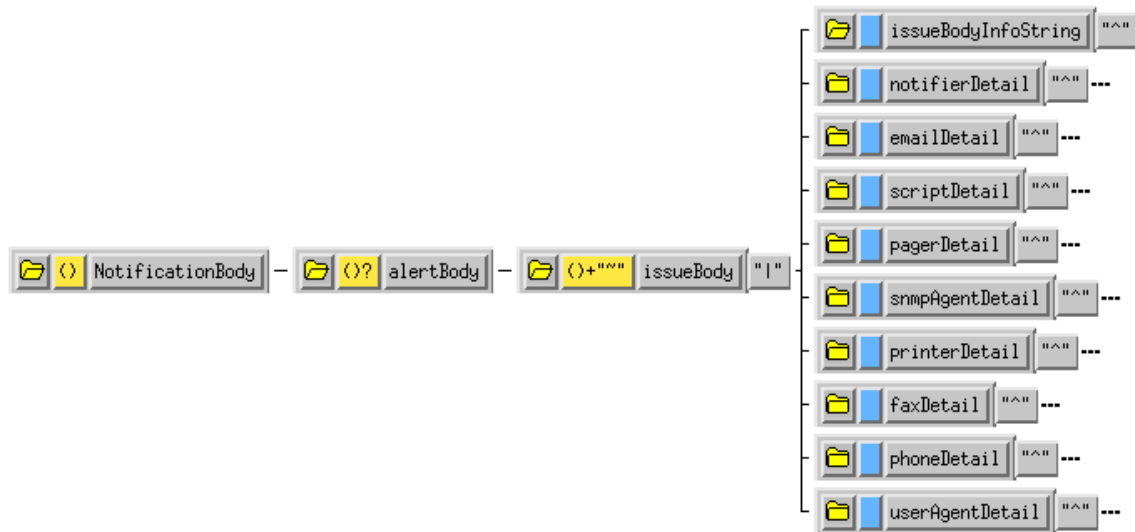 issueBodyInfoString "^"
notifierDetail "^"
emailDetail "^"
scriptDetail "^"
pagerDetail "^"
() NotificationBody ()? alertBody ()+"~" issueBody "|"
snmpAgentDetail "^"
printerDetail "^"
faxDetail "^"
phoneDetail "^"
userAgentDetail "^"